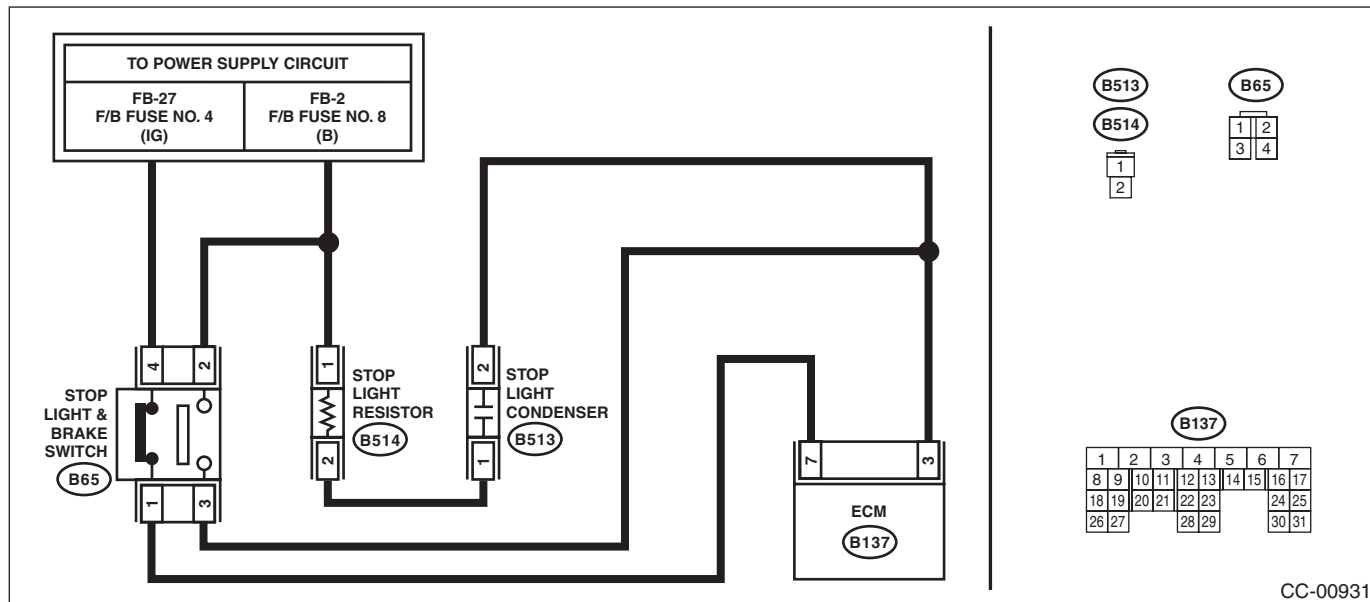 TO POWER SUPPLY CIRCUIT
FB-27
F/B FUSE NO. 4
(IG)
FB-2
F/B FUSE NO. 8
(B)
4
2
STOP
LIGHT &
BRAKE
SWITCH
B65
1
3
1
STOP
LIGHT
RESISTOR
B514
2
2
STOP
LIGHT
CONDENSER
B513
1
7
3
ECM
B137
B513
B514
1
2
B65
1 2
3 4
B137
1 2 3 4 5 6 7
8 9 10 11 12 13 14 15 16 17
18 19 20 21 22 23 24 25
26 27 28 29 30 31
CC-00931